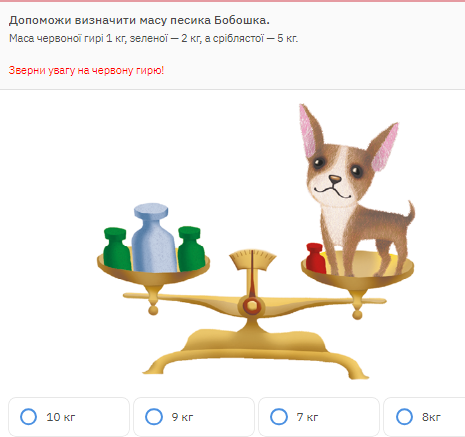 Допоможи визначити масу песика Бобошка.
Маса червоної гирі 1 кг, зеленої — 2 кг, а сріблястої — 5 кг.
Зверни увагу на червону гирю!
10 кг
9 кг
7 кг
8кг